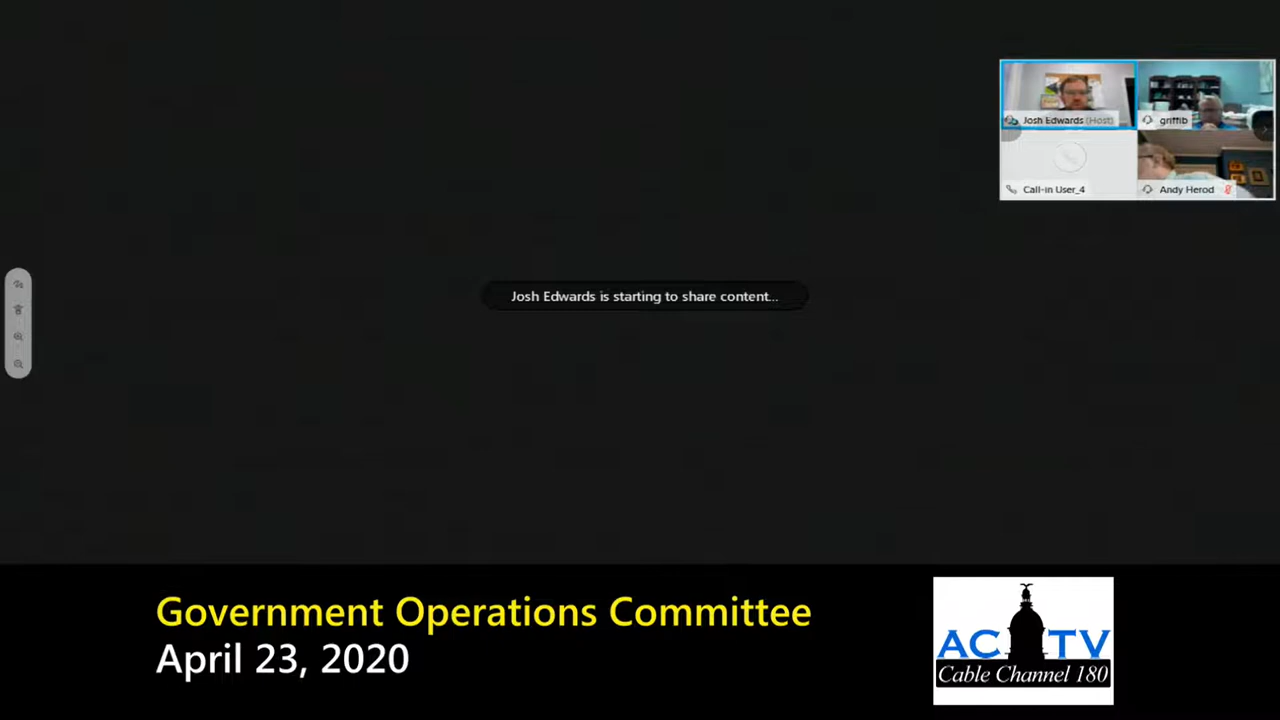 Josh Edwards (Host)
griffib
Call-in User_4
Andy Herod
Josh Edwards is starting to share content...
Government Operations Committee
April 23, 2020
ACTV
Cable Channel 180